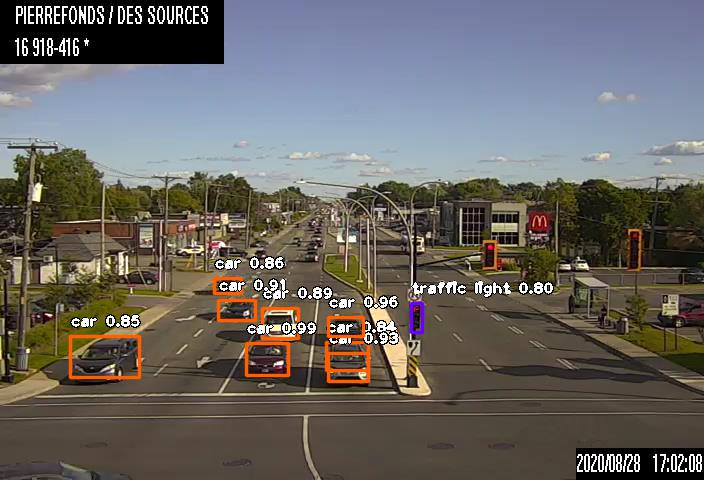 PIERREFONDS / DES SOURCES
16 918-416 *
car 0.86
car 0.91
car 0.89
traffic light 0.80
car 0.96
car 0.85
car 0.99
car 0.84
car 0.93
7
2020/08/28 17:02:08